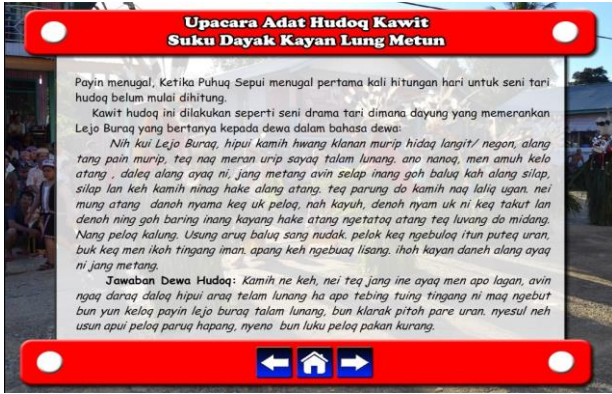 Upacara Adat Hudoq Kawit
Suku Dayak Kayan Lung Metun
Payin menugal, Ketika Puhuq Sepui menugal pertama kali hitungan hari untuk seni tari
hudoq belum mulai dihitung.
Kawit hudoq ini dilakukan seperti seni drama tari dimana dayung yang memerankan
Lejo Buraq yang bertanya kepada dewa dalam bahasa dewa:
Nih kui Lejo Buraq, hipui kamih hwang klanan murip hidaq langit/ negon, alang
tang pain murip, teq naq meran urip sayaq talam lunang. ano nanoq, men amuh kelo
atang , daleq alang ayaq ni, jang metang avin selap inang goh baluq kah alang silap,
silap lan keh kamih ninag hake alang atang. teq parung do kamih naq laliq ugan. nei
mung atang danoh nyama keq uk peloq, nah kayuh, denoh nyam uk ni keq takut lan
denoh ning goh baring inang kayang hake atang ngetatoq atang teq luvang do midang.
Nang peloq kalung. Usung aruq baluq sang nudak. pelok keq ngebuloq itun puteq uran,
buk keq men ikoh tingang iman. apang keh ngebuaq lisang. ihoh kayan daneh alang ayaq
ni jang metang.
Jawaban Dewa Hudoq: Kamih ne keh, nei teq jang ine ayaq men apo lagan, avin
ngaq daraq daloq hipui araq telam lunang ha apo tebing tuing tingang ni maq ngebut
bun yun keloq payin lejo buraq talam lunang, bun klarak pitoh pare uran. nyesul neh
usun apui peloq paruq hapang, nyeno bun luku peloq pakan kurang.